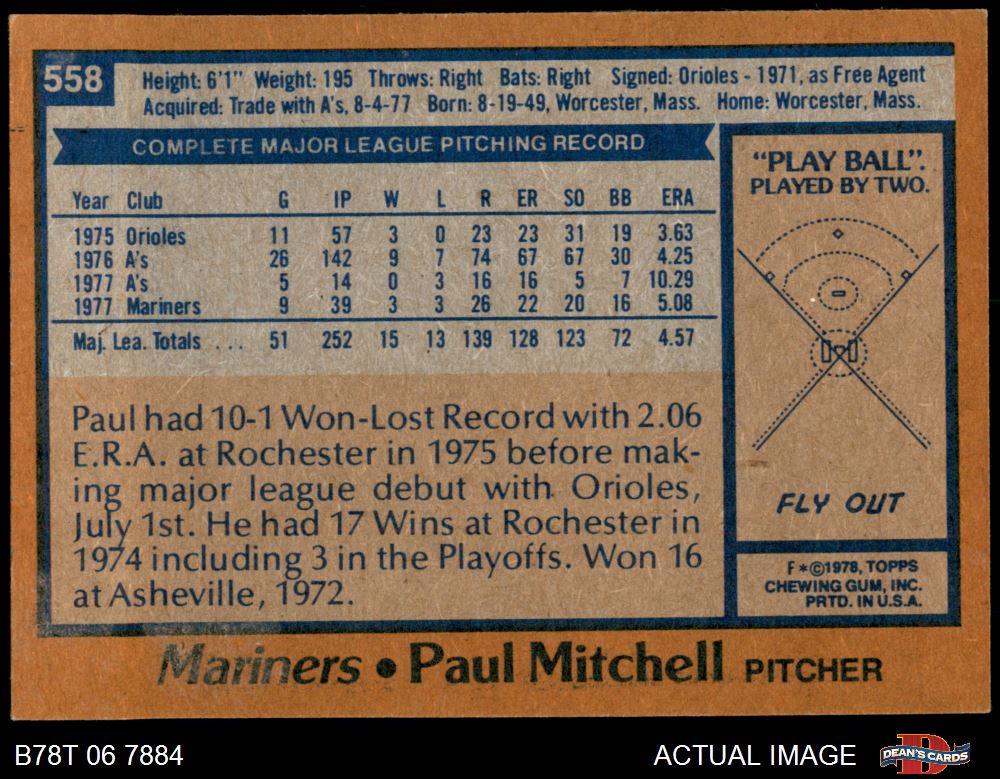 558
Height: 6'1" Weight: 195 Throws: Right Bats: Right Signed: Orioles - 1971, as Free Agent
Acquired: Trade with A's, 8-4-77 Born: 8-19-49, Worcester, Mass. Home: Worcester, Mass.
COMPLETE MAJOR LEAGUE PITCHING RECORD
Year Club G IP W L R ER SO BB ERA
1975 Orioles 11 57 3 0 23 23 31 19 3.63
1976 A's 26 142 9 7 74 67 67 30 4.25
1977 A's 5 14 0 3 16 16 5 7 10.29
1977 Mariners 9 39 3 3 26 22 20 16 5.08
Maj. Lea. Totals ... 51 252 15 13 139 128 123 72 4.57
Paul had 10-1 Won-Lost Record with 2.06
E.R.A. at Rochester in 1975 before mak-
ing major league debut with Orioles,
July 1st. He had 17 Wins at Rochester in
1974 including 3 in the Playoffs. Won 16
at Asheville, 1972.
"PLAY BALL".
PLAYED BY TWO.
FLY OUT
F*©1978, TOPPS
CHEWING GUM, INC.
PRTD. IN U.S.A.
Mariners • Paul Mitchell PITCHER
B78T 06 7884
ACTUAL IMAGE
DEAN'S CARDS